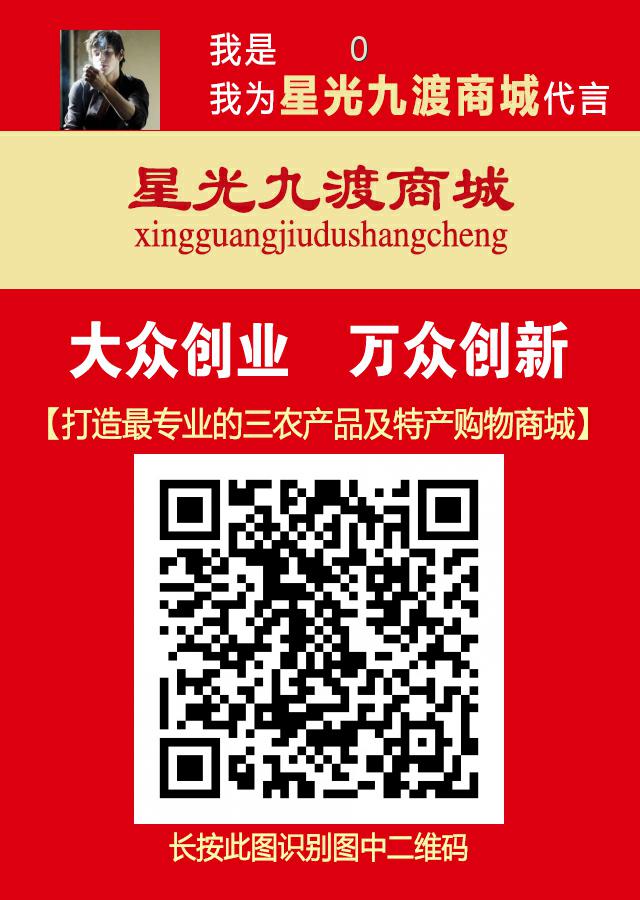 我是 0
我为星光九渡商城代言
星光九渡商城
xingguangjiudushangcheng
大众创业 万众创新
【打造最专业的三农产品及特产购物商城】
长按此图识别图中二维码